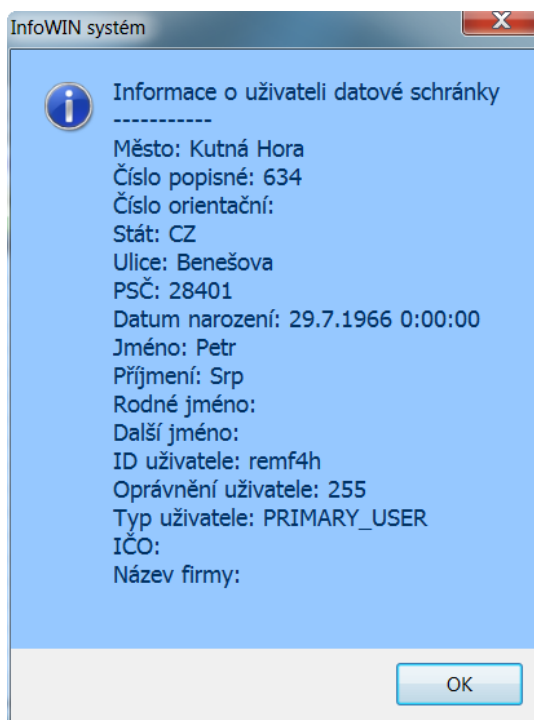 InfoWIN systém
Informace o uživateli datové schránky
-----------
Město: Kutná Hora
Číslo popisné: 634
Číslo orientační:
Stát: CZ
Ulice: Benešova
PSČ: 28401
Datum narození: 29.7.1966 0:00:00
Jméno: Petr
Příjmení: Srp
Rodné jméno:
Další jméno:
ID uživatele: remf4h
Oprávnění uživatele: 255
Typ uživatele: PRIMARY_USER
IČO:
Název firmy:
OK